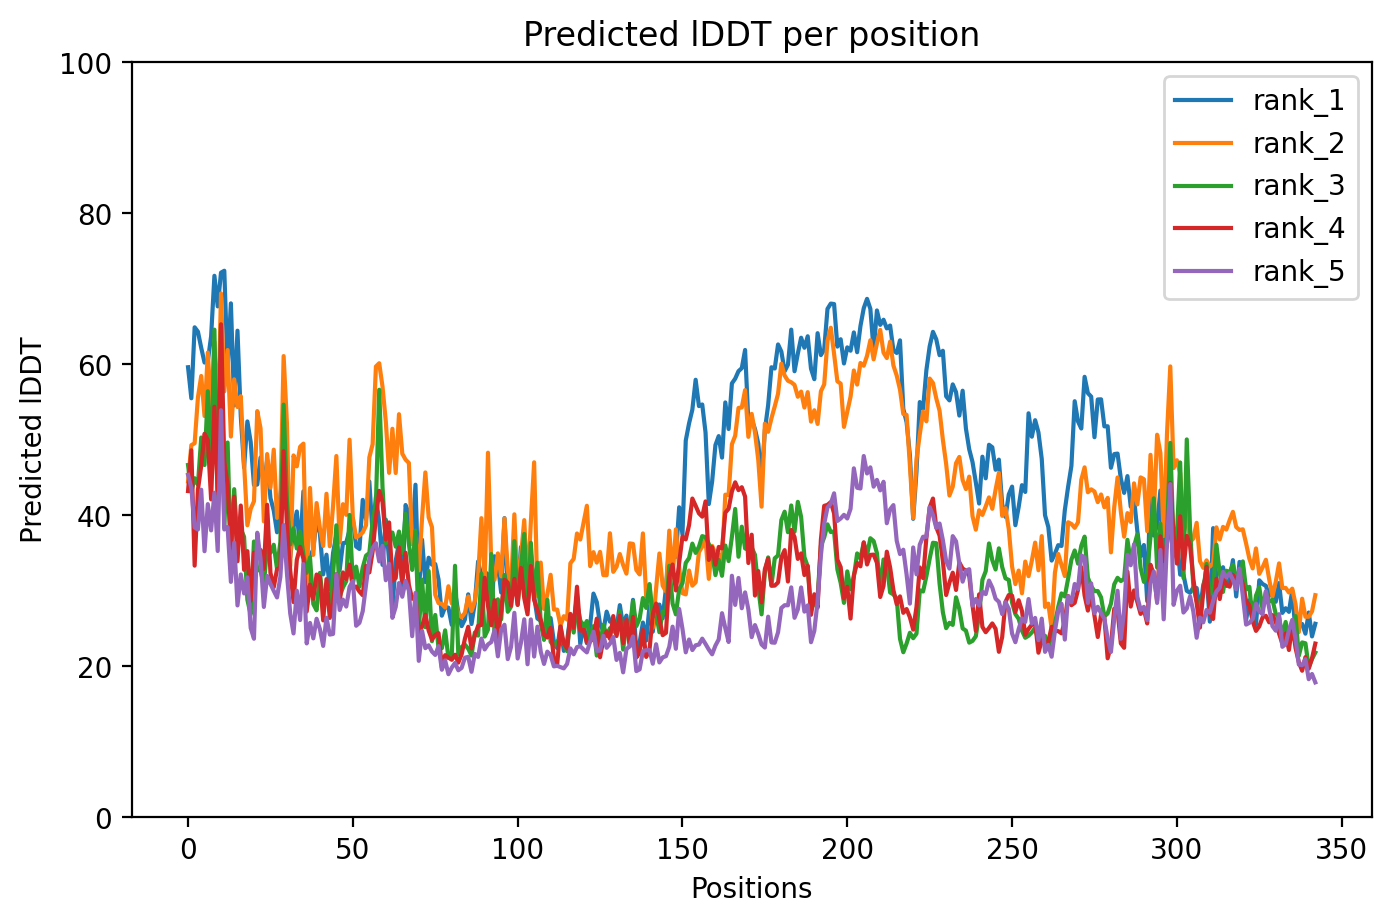 Predicted lDDT per position
100
80
60
40
20
0
Predicted lDDT
0 50 100 150 200 250 300 350
Positions
rank_1
rank_2
rank_3
rank_4
rank_5